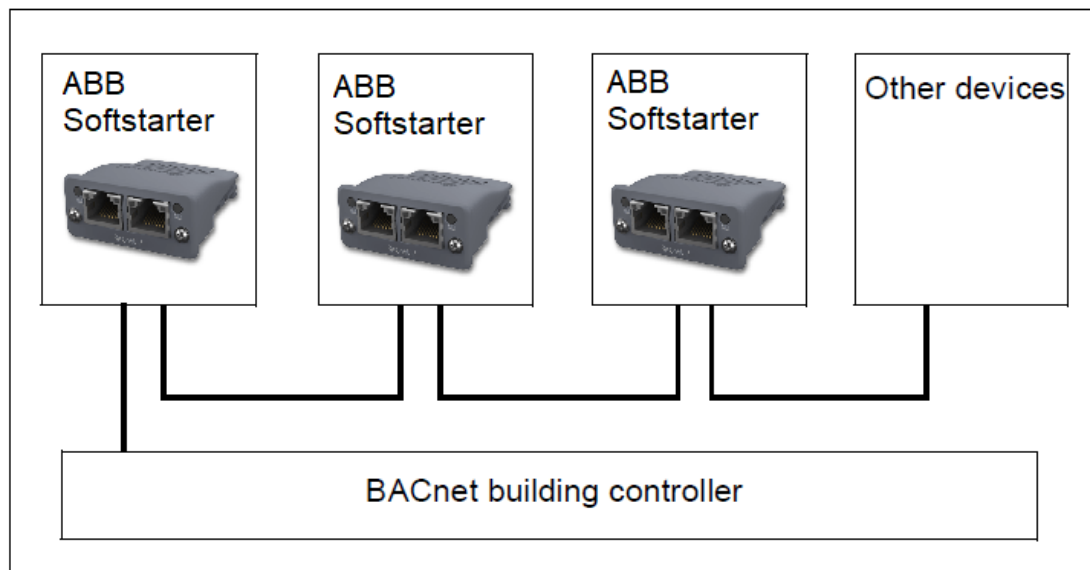 ABB
Softstarter
ABB
Softstarter
ABB
Softstarter
Other devices
BACnet building controller